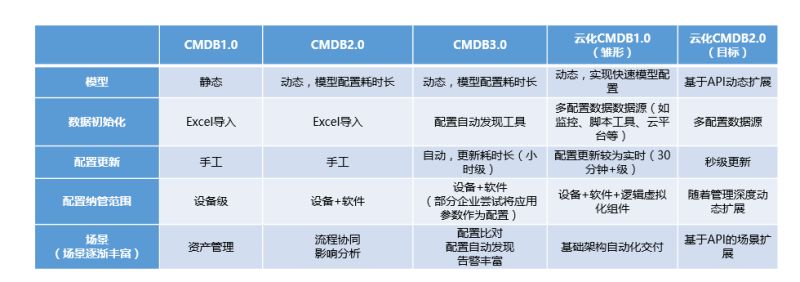 CMDB1.0
CMDB2.0
CMDB3.0
云化CMDB1.0
（雏形）
云化CMDB2.0
（目标）
模型
静态
动态，模型配置耗时长
动态，模型配置耗时长
动态，实现快速模型配
置
基于API动态扩展
数据初始化
Excel导入
Excel导入
配置自动发现工具
多配置数据数据源（如
监控、脚本工具、云平
台等）
多配置数据源
配置更新
手工
手工
自动，更新耗时长（小
时级）
配置更新较为实时（30
分钟+级）
秒级更新
配置纳管范围
设备级
设备+软件
设备+软件
（部分企业尝试将应用
参数作为配置）
设备+软件+逻辑虚拟
化组件
随着管理深度动
态扩展
场景
（场景逐渐丰富）
资产管理
流程协同
影响分析
配置比对
配置自动发现
告警丰富
基础架构自动化交付
基于API的场景扩
展